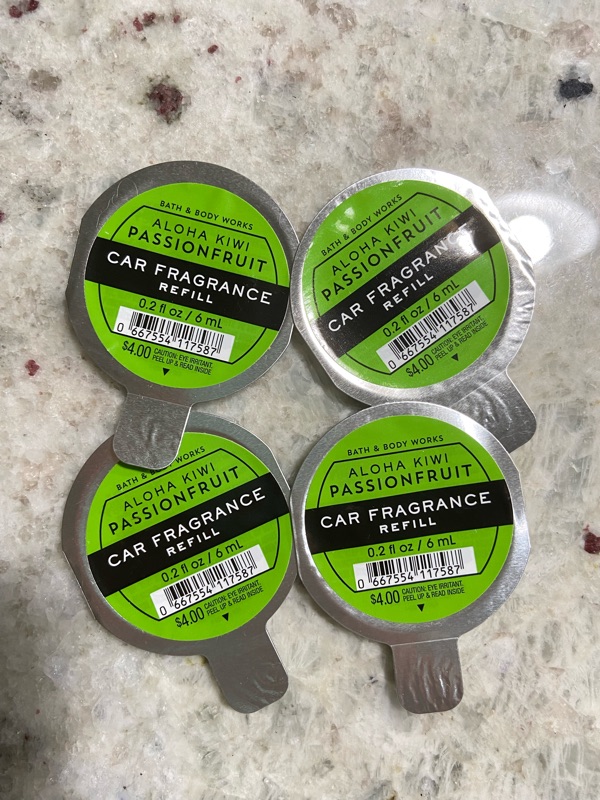 BATH & BODY WORKS
ALOHA KIWI
PASSIONFRUIT
CAR FRAGRANCE
REFILL
0.2 fl oz / 6 mL
0 667554 117587
$4.00 CAUTION: EYE IRRITANT.
PEEL UP & READ INSIDE
BATH & BODY WORKS
ALOHA KIWI
PASSIONFRUIT
CAR FRAGRANCE
REFILL
0.2 fl oz / 6 mL
0 667554 117587
$4.00 CAUTION: EYE IRRITANT.
PEEL UP & READ INSIDE
BATH & BODY WORKS
ALOHA KIWI
PASSIONFRUIT
CAR FRAGRANCE
REFILL
0.2 fl oz / 6 mL
0 667554 117587
$4.00 CAUTION: EYE IRRITANT.
PEEL UP & READ INSIDE
BATH & BODY WORKS
ALOHA KIWI
PASSIONFRUIT
CAR FRAGRANCE
REFILL
0.2 fl oz / 6 mL
0 667554 117587
$4.00 CAUTION: EYE IRRITANT.
PEEL UP & READ INSIDE